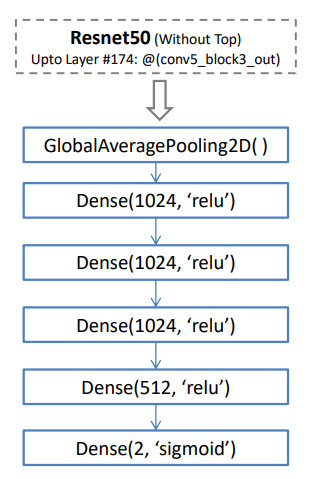 Resnet50 (Without Top)
Upto Layer #174: @(conv5_block3_out)
GlobalAveragePooling2D( )
Dense(1024, ‘relu’)
Dense(1024, ‘relu’)
Dense(1024, ‘relu’)
Dense(512, ‘relu’)
Dense(2, ‘sigmoid’)